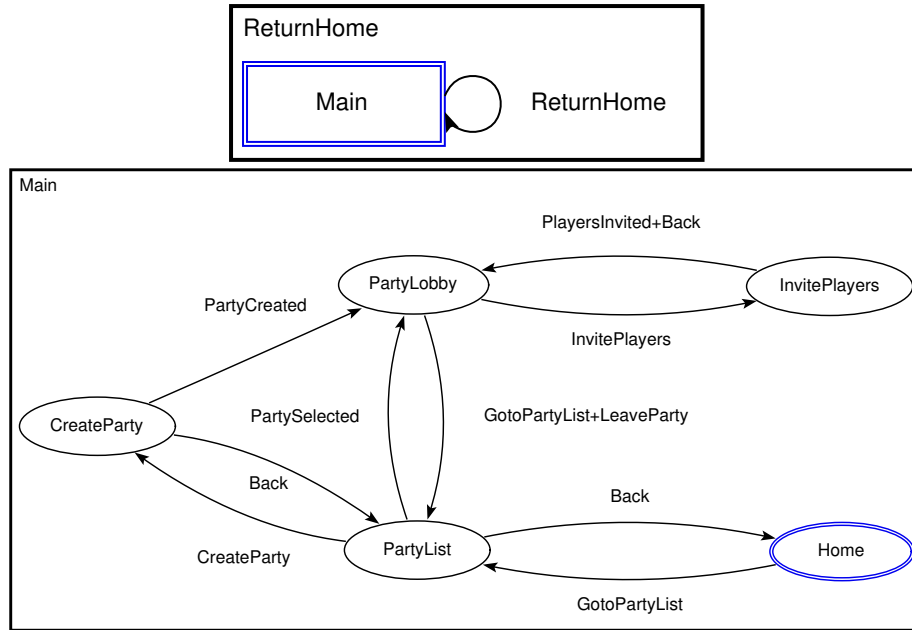 ReturnHome
Main
ReturnHome
Main
PlayersInvited+Back
PartyLobby
InvitePlayers
PartyCreated
InvitePlayers
PartySelected
GotoPartyList+LeaveParty
CreateParty
Back
Back
PartyList
Home
CreateParty
GotoPartyList